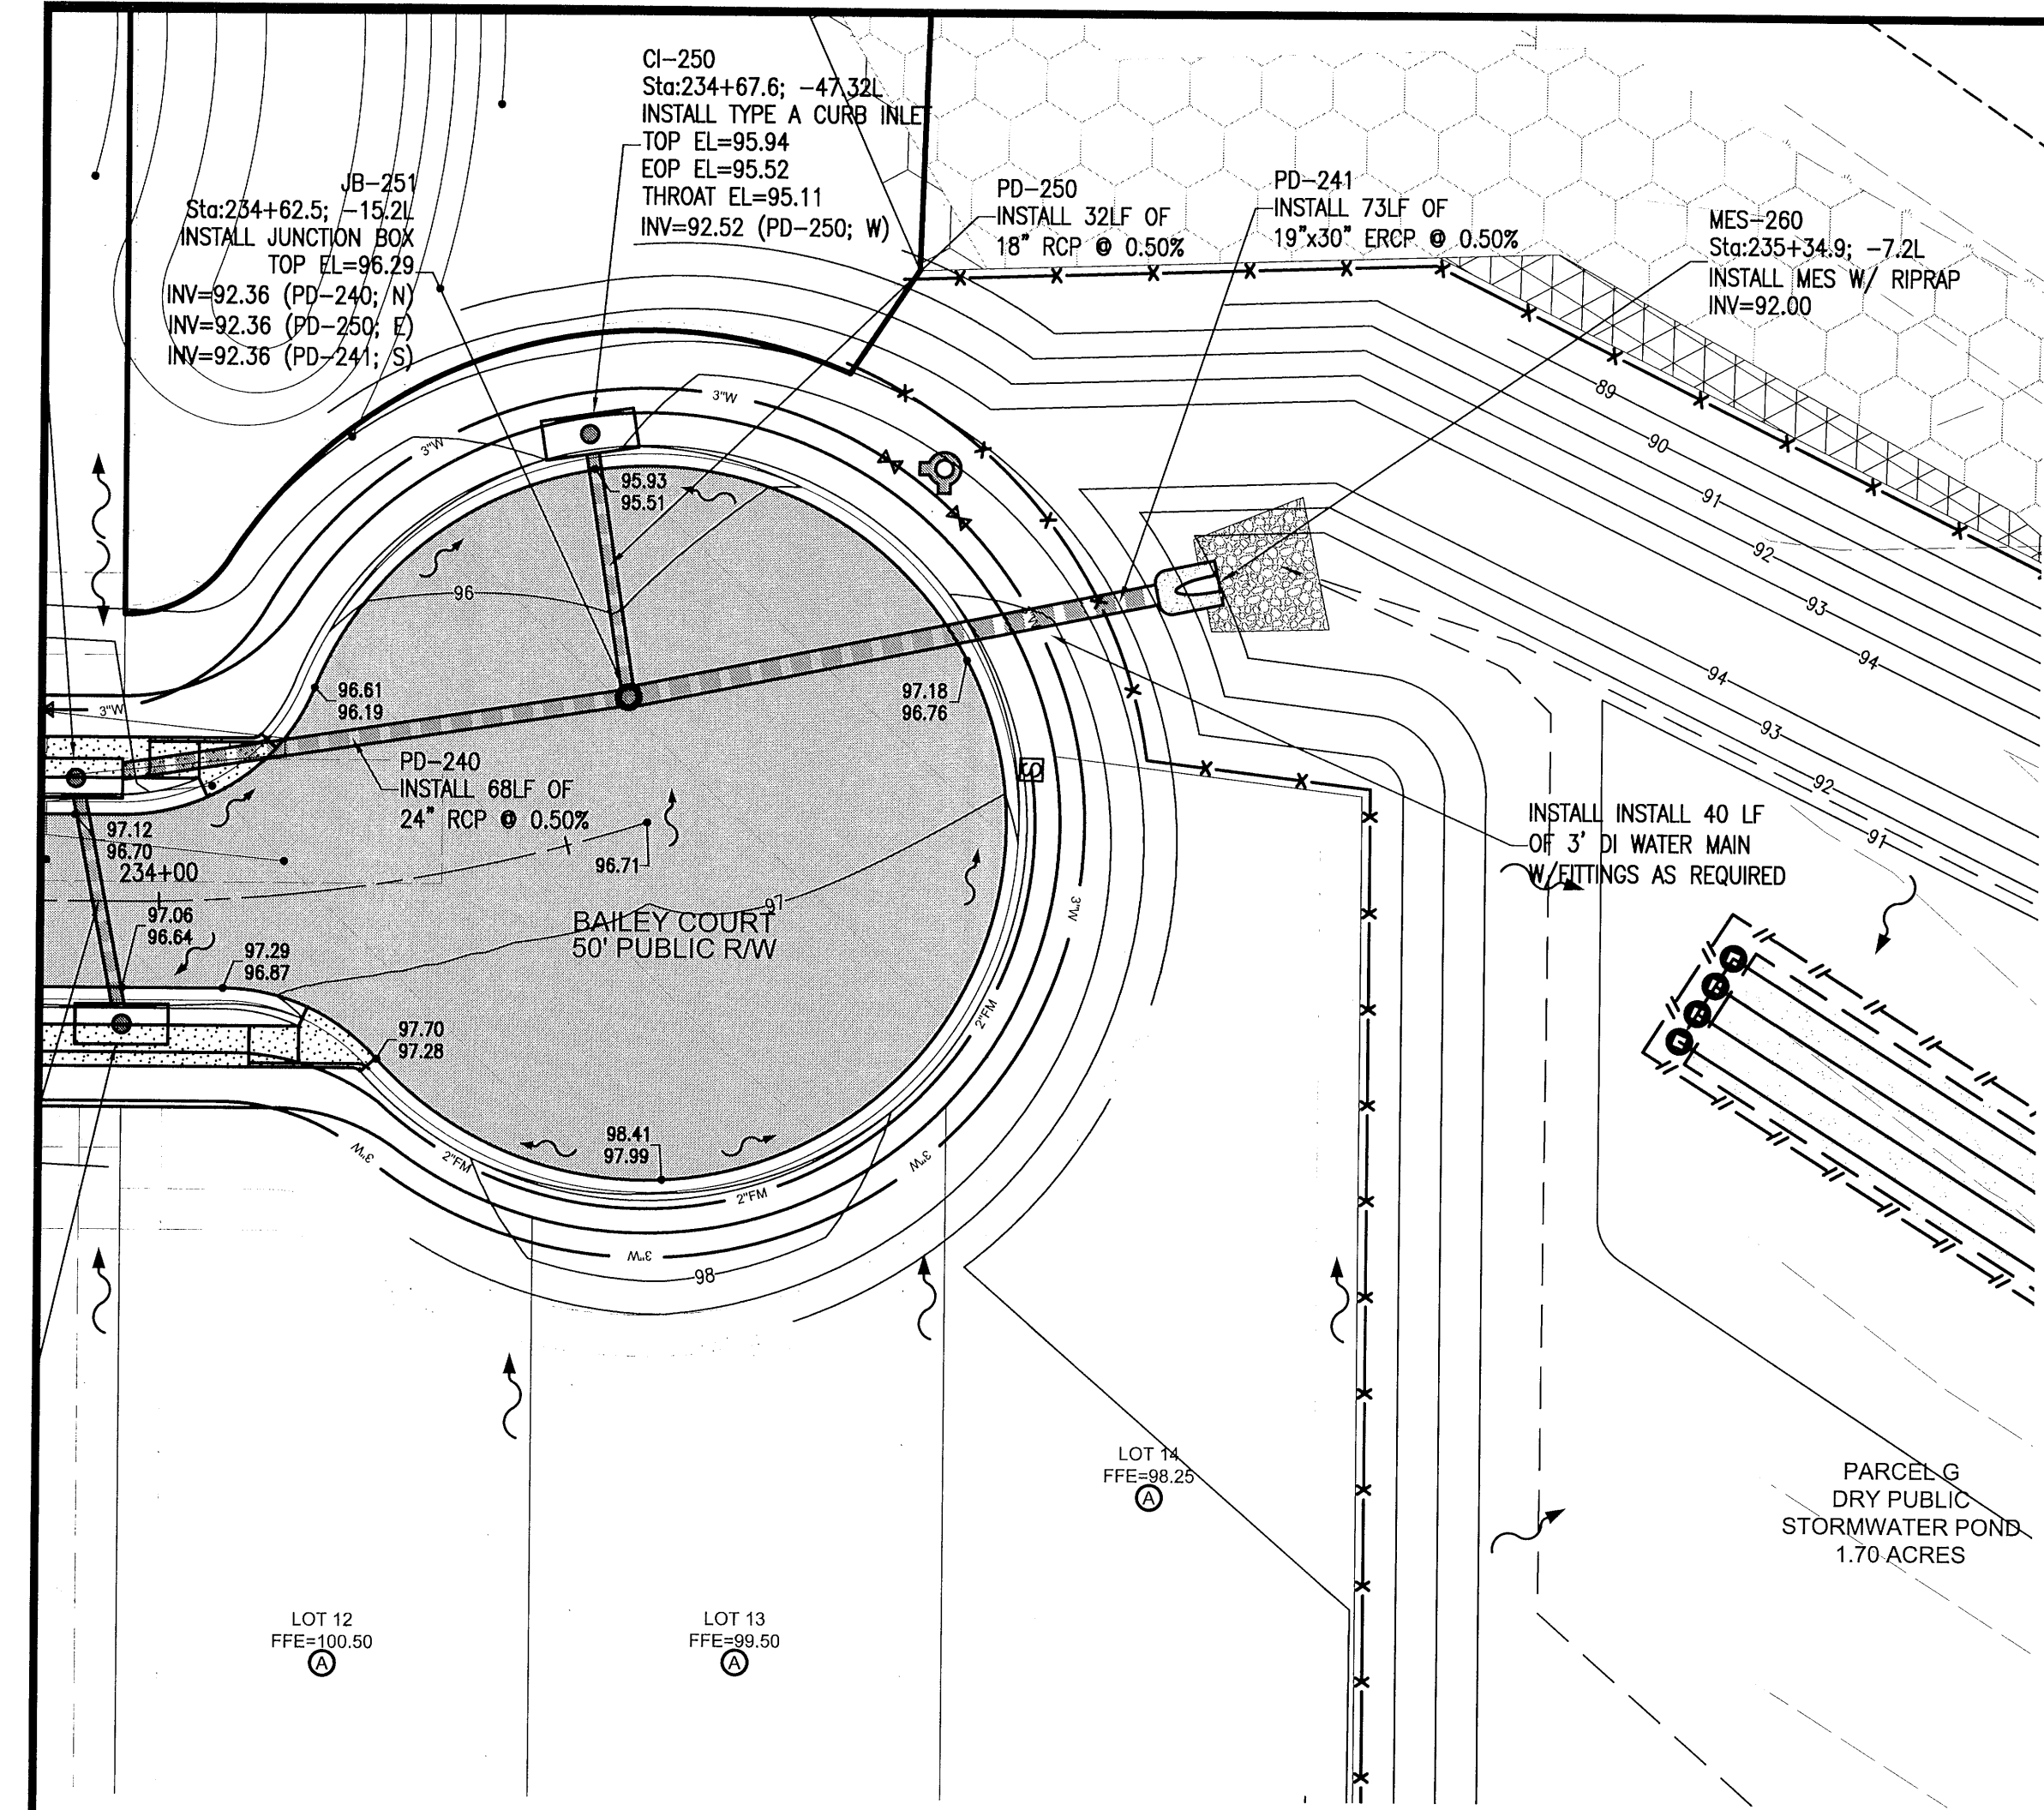 CI-250
Sta:234+67.6; -47.32L
INSTALL TYPE A CURB INLET
TOP EL=95.94
EOP EL=95.52
THROAT EL=95.11
INV=92.52 (PD-250; W)
JB-251
Sta:234+62.5; -15.2L
INSTALL JUNCTION BOX
TOP EL=96.29
INV=92.36 (PD-240; N)
INV=92.36 (PD-250; E)
INV=92.36 (PD-241; S)
PD-250
INSTALL 32LF OF
18" RCP @ 0.50%
PD-241
INSTALL 73LF OF
19"x30" ERCP @ 0.50%
MES-260
Sta:235+34.9; -7.2L
INSTALL MES W/ RIPRAP
INV=92.00
89
90
91
92
93
94
94
93
92
91
3"W
3"W
95.93
95.51
96
96.61
96.19
97.18
96.76
3"W
PD-240
INSTALL 68LF OF
24" RCP @ 0.50%
S
97.12
96.70
234+00
96.71
97.06
96.64
97
BAILEY COURT
50' PUBLIC R/W
97.29
96.87
3"W
2"FM
97.70
97.28
INSTALL INSTALL 40 LF
OF 3' DI WATER MAIN
W/FITTINGS AS REQUIRED
98.41
97.99
3"W
2"FM
2"FM
3"W
3"W
98
LOT 14
FFE=98.25
A
PARCEL G
DRY PUBLIC
STORMWATER POND
1.70 ACRES
LOT 12
FFE=100.50
A
LOT 13
FFE=99.50
A